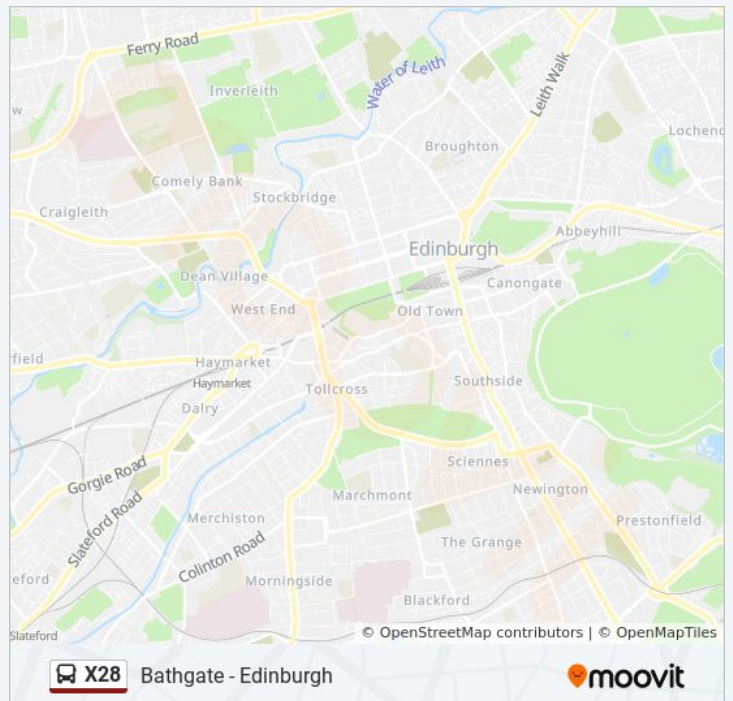 Ferry Road
Inverleith
Water of Leith
Leith Walk
w
Broughton
Lochend
Comely Bank
Stockbridge
Craigleith
Abbeyhill
Edinburgh
Dean Village
Canongate
West End
Old Town
rfield
Haymarket
Haymarket
Tollcross
Southside
Dalry
Gorgie Road
Sciennes
Newington
Slateford Road
Marchmont
Merchiston
Prestonfield
Colinton Road
The Grange
eford
Morningside
Blackford
Slateford
© OpenStreetMap contributors | © OpenMapTiles
X28 Bathgate - Edinburgh
moovit